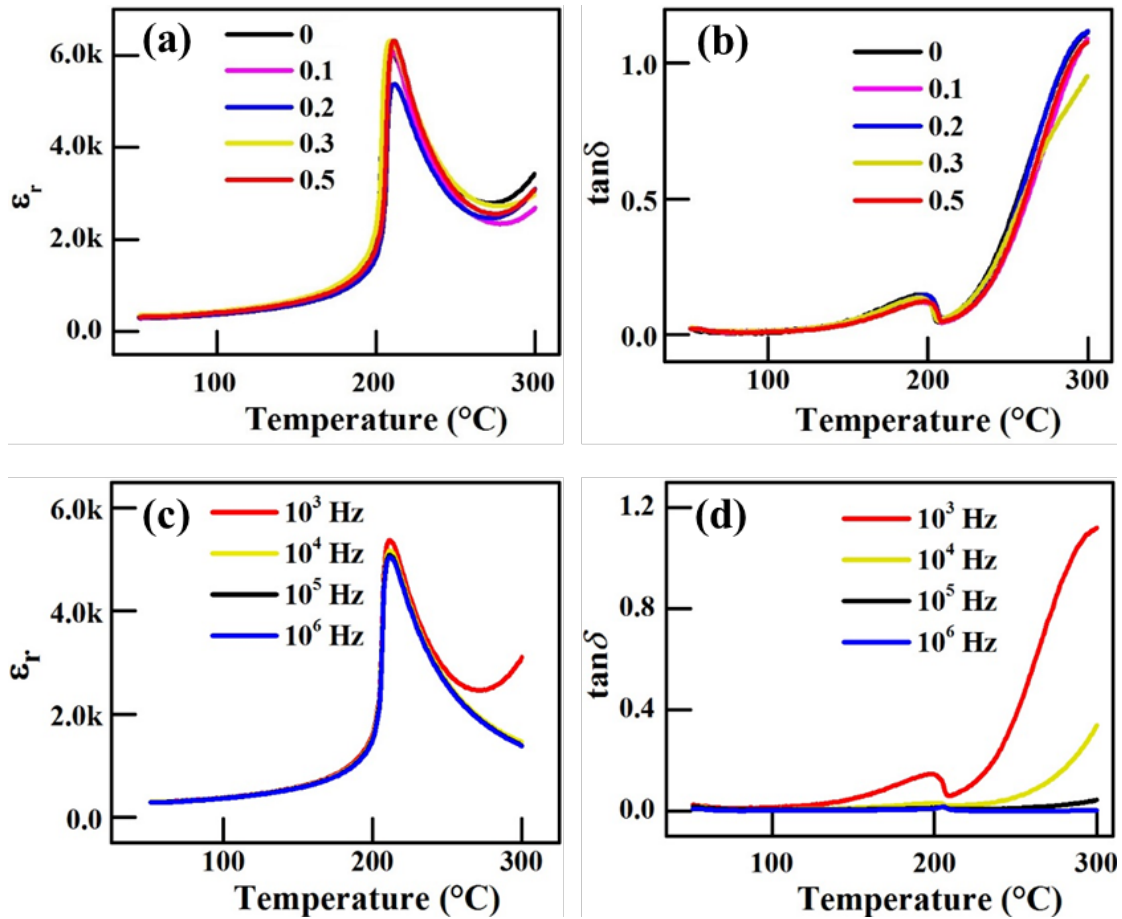 (a)
0
0.1
0.2
0.3
0.5
6.0k
4.0k
2.0k
0.0
εr
100 200 300
Temperature (°C)
(b)
0
0.1
0.2
0.3
0.5
1.0
0.5
0.0
tanδ
100 200 300
Temperature (°C)
(c)
10³ Hz
10⁴ Hz
10⁵ Hz
10⁶ Hz
6.0k
4.0k
2.0k
0.0
εr
100 200 300
Temperature (°C)
(d)
10³ Hz
10⁴ Hz
10⁵ Hz
10⁶ Hz
1.2
0.8
0.4
0.0
tanδ
100 200 300
Temperature (°C)